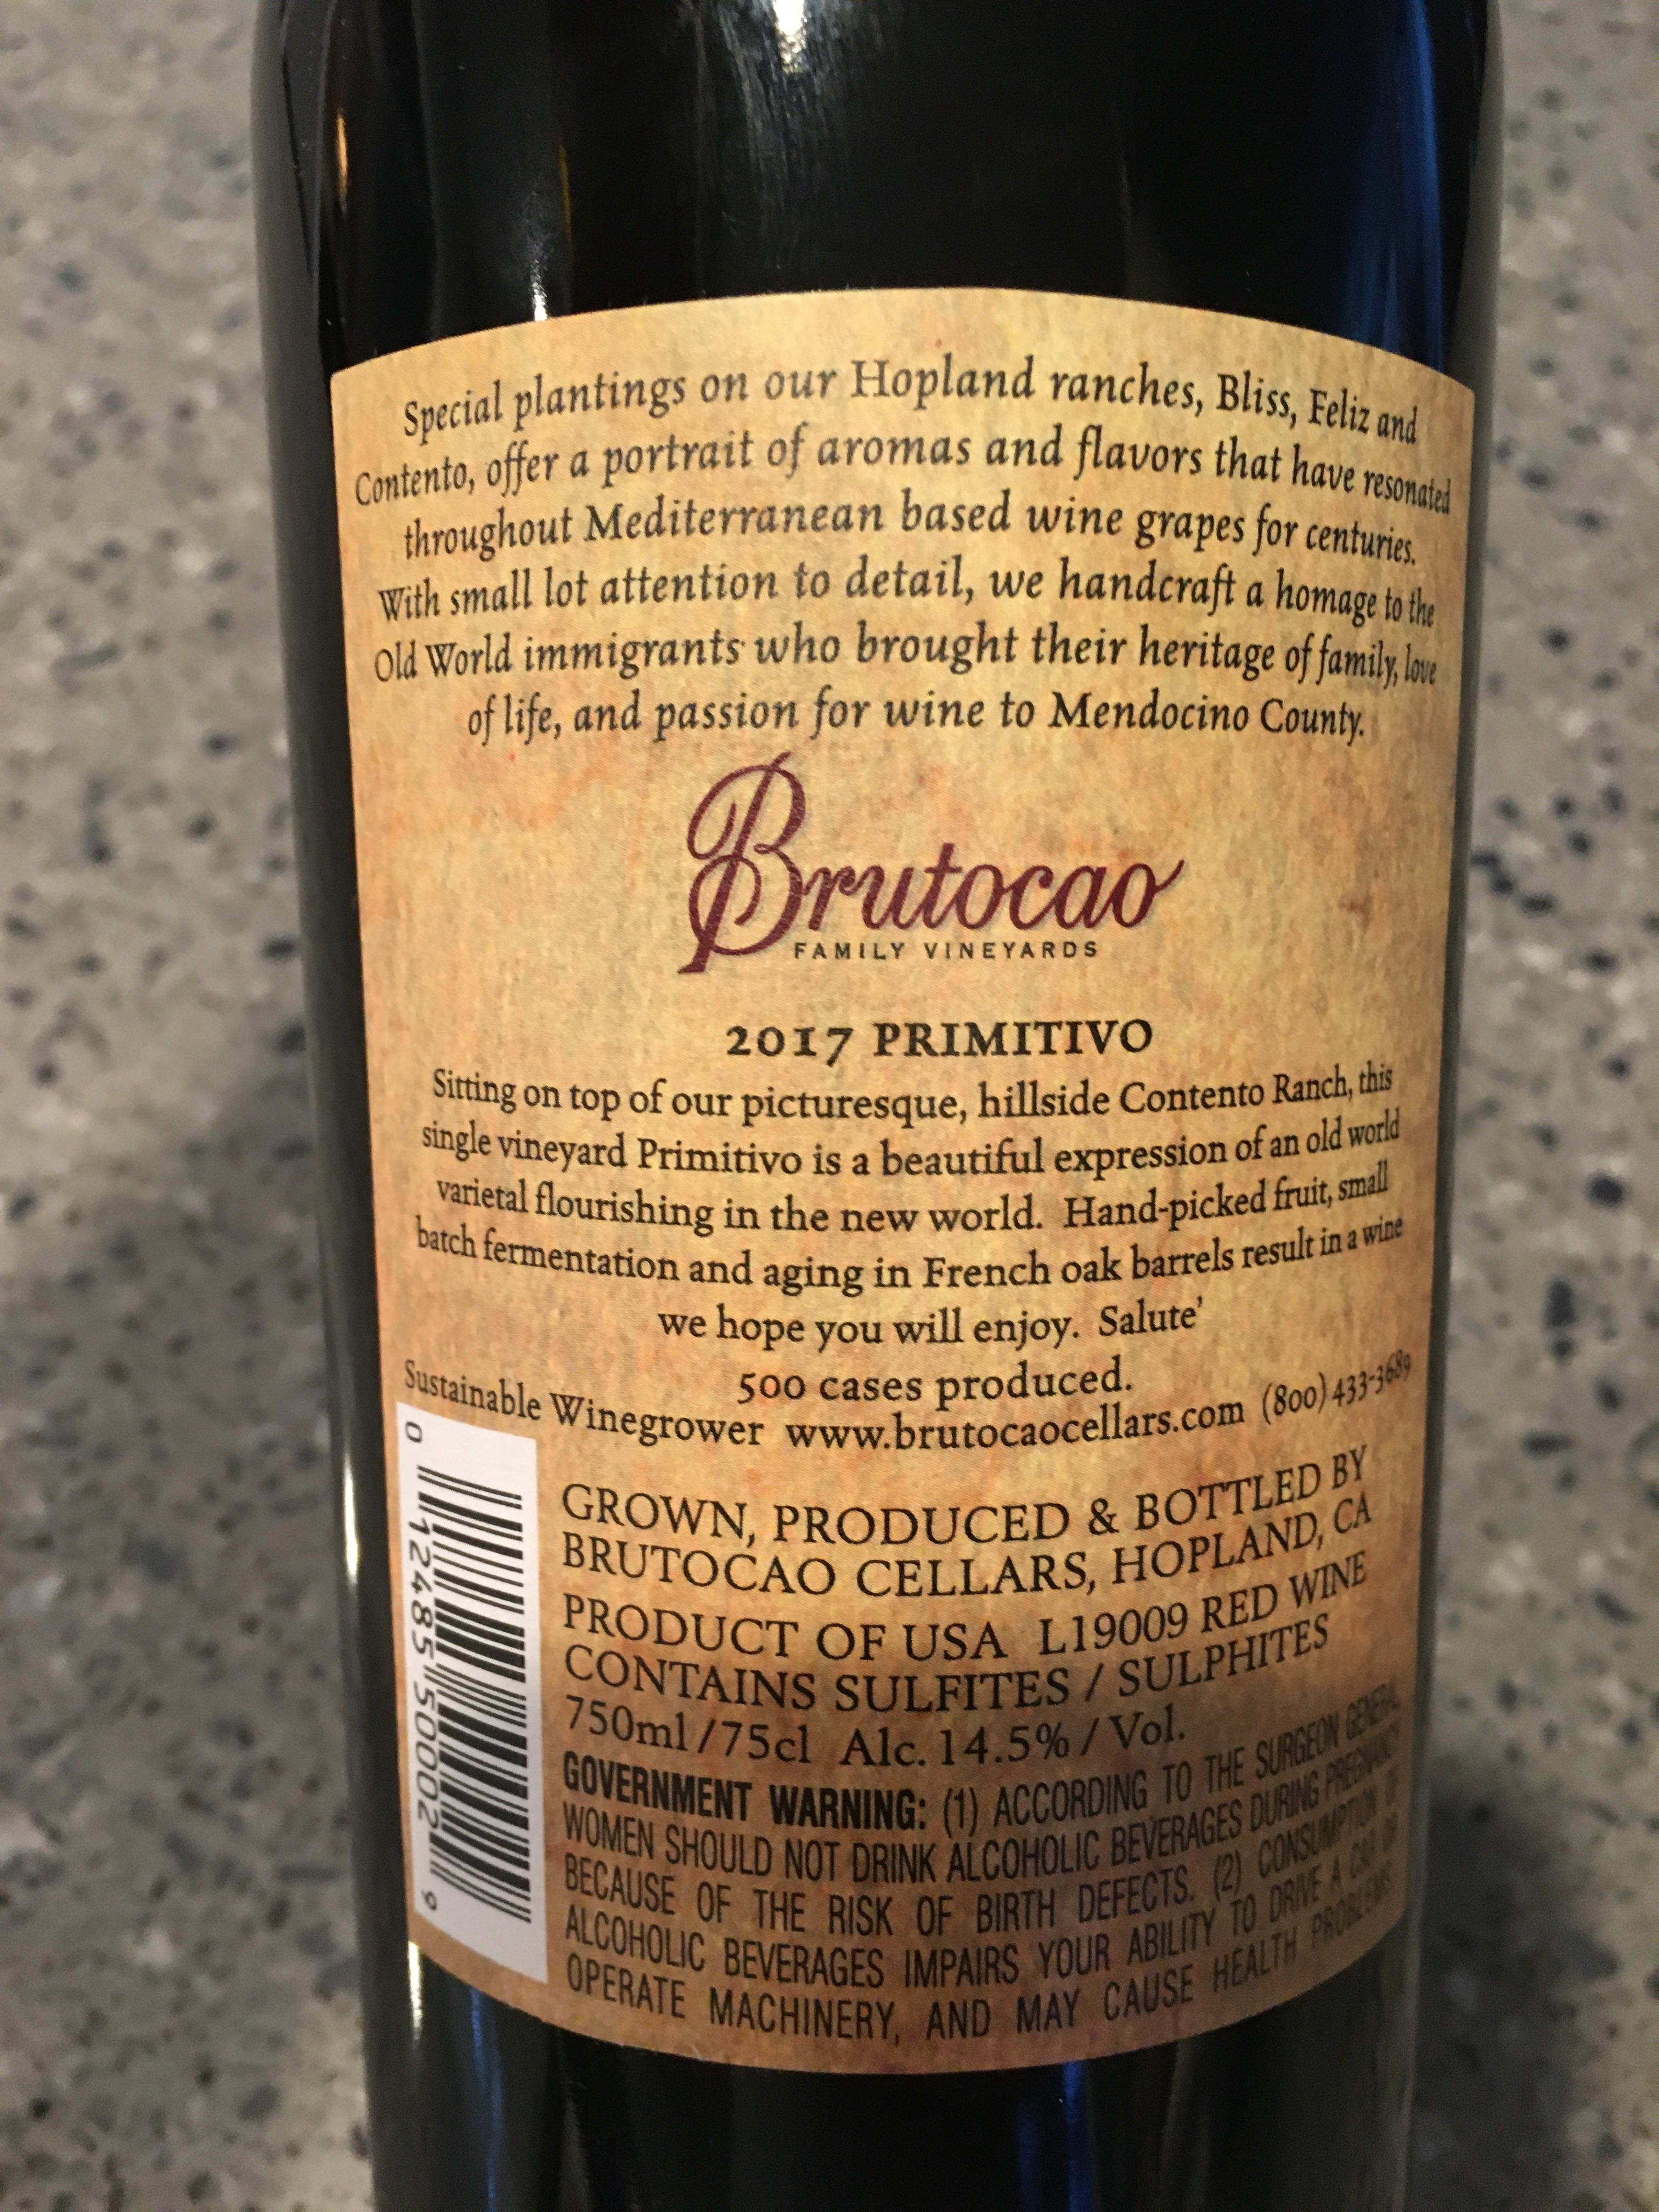 Special plantings on our Hopland ranches, Bliss, Feliz and
Contento, offer a portrait of aromas and flavors that have resonated
throughout Mediterranean based wine grapes for centuries.
With small lot attention to detail, we handcraft a homage to the
Old World immigrants who brought their heritage of family, love
of life, and passion for wine to Mendocino County.
Brutocao
FAMILY VINEYARDS
2017 PRIMITIVO
Sitting on top of our picturesque, hillside Contento Ranch, this
single vineyard Primitivo is a beautiful expression of an old world
varietal flourishing in the new world. Hand-picked fruit, small
batch fermentation and aging in French oak barrels result in a wine
we hope you will enjoy. Salute'
500 cases produced.
Sustainable Winegrower www.brutocaocellars.com (800) 433-3689
GROWN, PRODUCED & BOTTLED BY
BRUTOCAO CELLARS, HOPLAND, CA
PRODUCT OF USA L19009 RED WINE
CONTAINS SULFITES / SULPHITES
750ml/75cl Alc. 14.5% / Vol.
GOVERNMENT WARNING: (1) ACCORDING TO THE SURGEON GENERAL
WOMEN SHOULD NOT DRINK ALCOHOLIC BEVERAGES DURING PREGNANCY
BECAUSE OF THE RISK OF BIRTH DEFECTS. (2) CONSUMPTION OF
ALCOHOLIC BEVERAGES IMPAIRS YOUR ABILITY TO DRIVE A CAR OR
OPERATE MACHINERY, AND MAY CAUSE HEALTH PROBLEMS
0 12485 50002 9